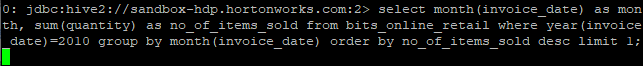 0: jdbc:hive2://sandbox-hdp.hortonworks.com:2> select month(invoice_date) as mon
th, sum(quantity) as no_of_items_sold from bits_online_retail where year(invoice
_date)=2010 group by month(invoice_date) order by no_of_items_sold desc limit 1;